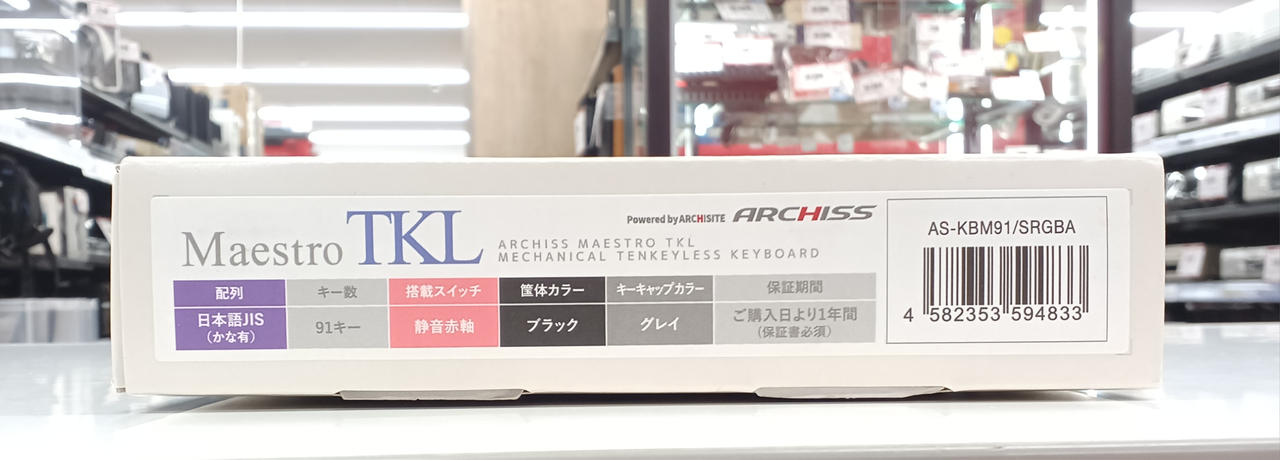 Maestro TKL
Powered by ARCHISITE ARCHISS
ARCHISS MAESTRO TKL
MECHANICAL TENKEYLESS KEYBOARD
配列 キー数 搭載スイッチ 筐体カラー キーキャップカラー 保証期間
日本語JIS
(かな有)
91キー 静音赤軸 ブラック グレイ
ご購入日より1年間
(保証書必須)
AS-KBM91/SRGBA
4 582353 594833